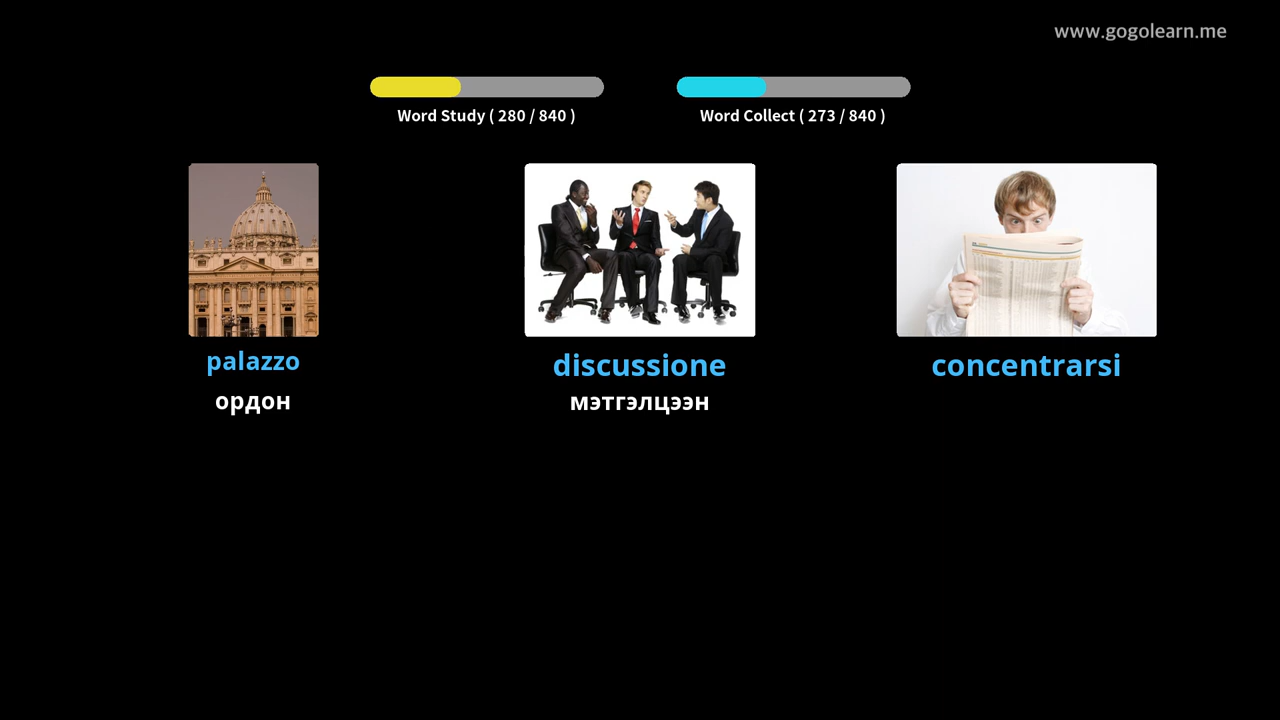 www.gogolearn.me
Word Study ( 280 / 840 )
Word Collect ( 273 / 840 )
palazzo
ордон
discussione
мэтгэлцээн
concentrarsi